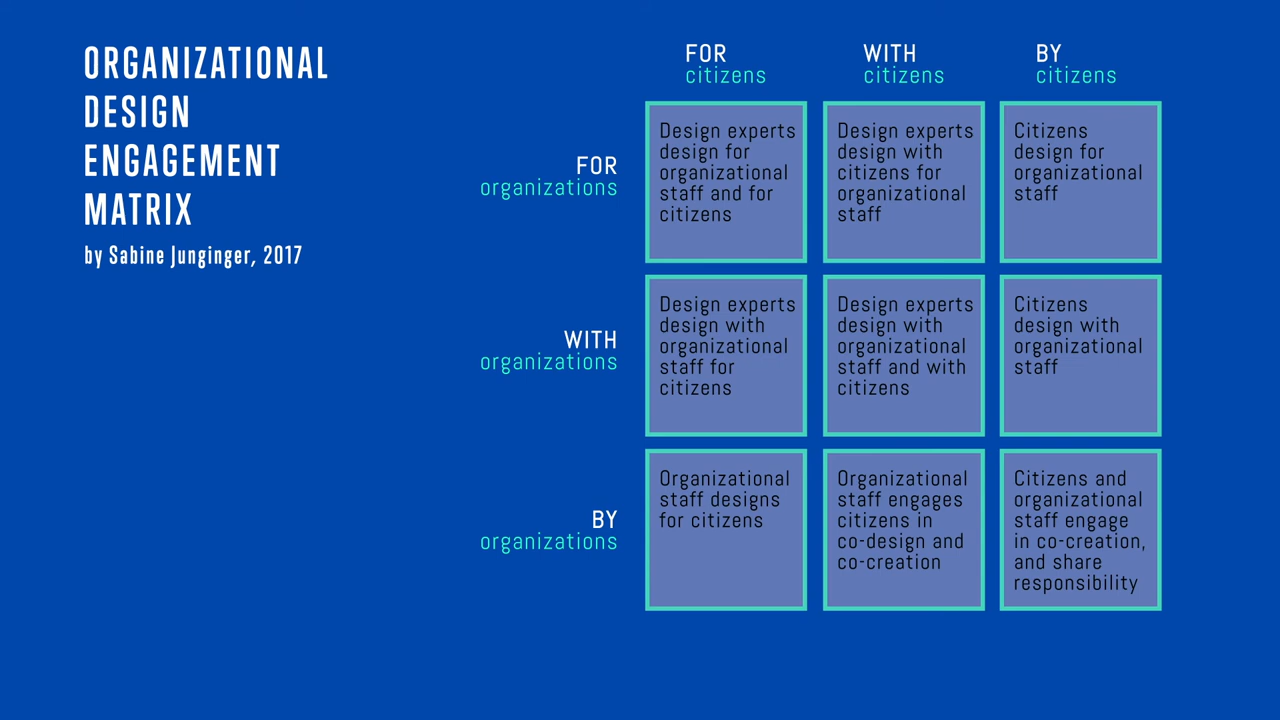 ORGANIZATIONAL
DESIGN
ENGAGEMENT
MATRIX
by Sabine Junginger, 2017
FOR
citizens
WITH
citizens
BY
citizens
FOR
organizations
Design experts
design for
organizational
staff and for
citizens
Design experts
design with
citizens for
organizational
staff
Citizens
design for
organizational
staff
WITH
organizations
Design experts
design with
organizational
staff for
citizens
Design experts
design with
organizational
staff and with
citizens
Citizens
design with
organizational
staff
BY
organizations
Organizational
staff designs
for citizens
Organizational
staff engages
citizens in
co-design and
co-creation
Citizens and
organizational
staff engage
in co-creation,
and share
responsibility